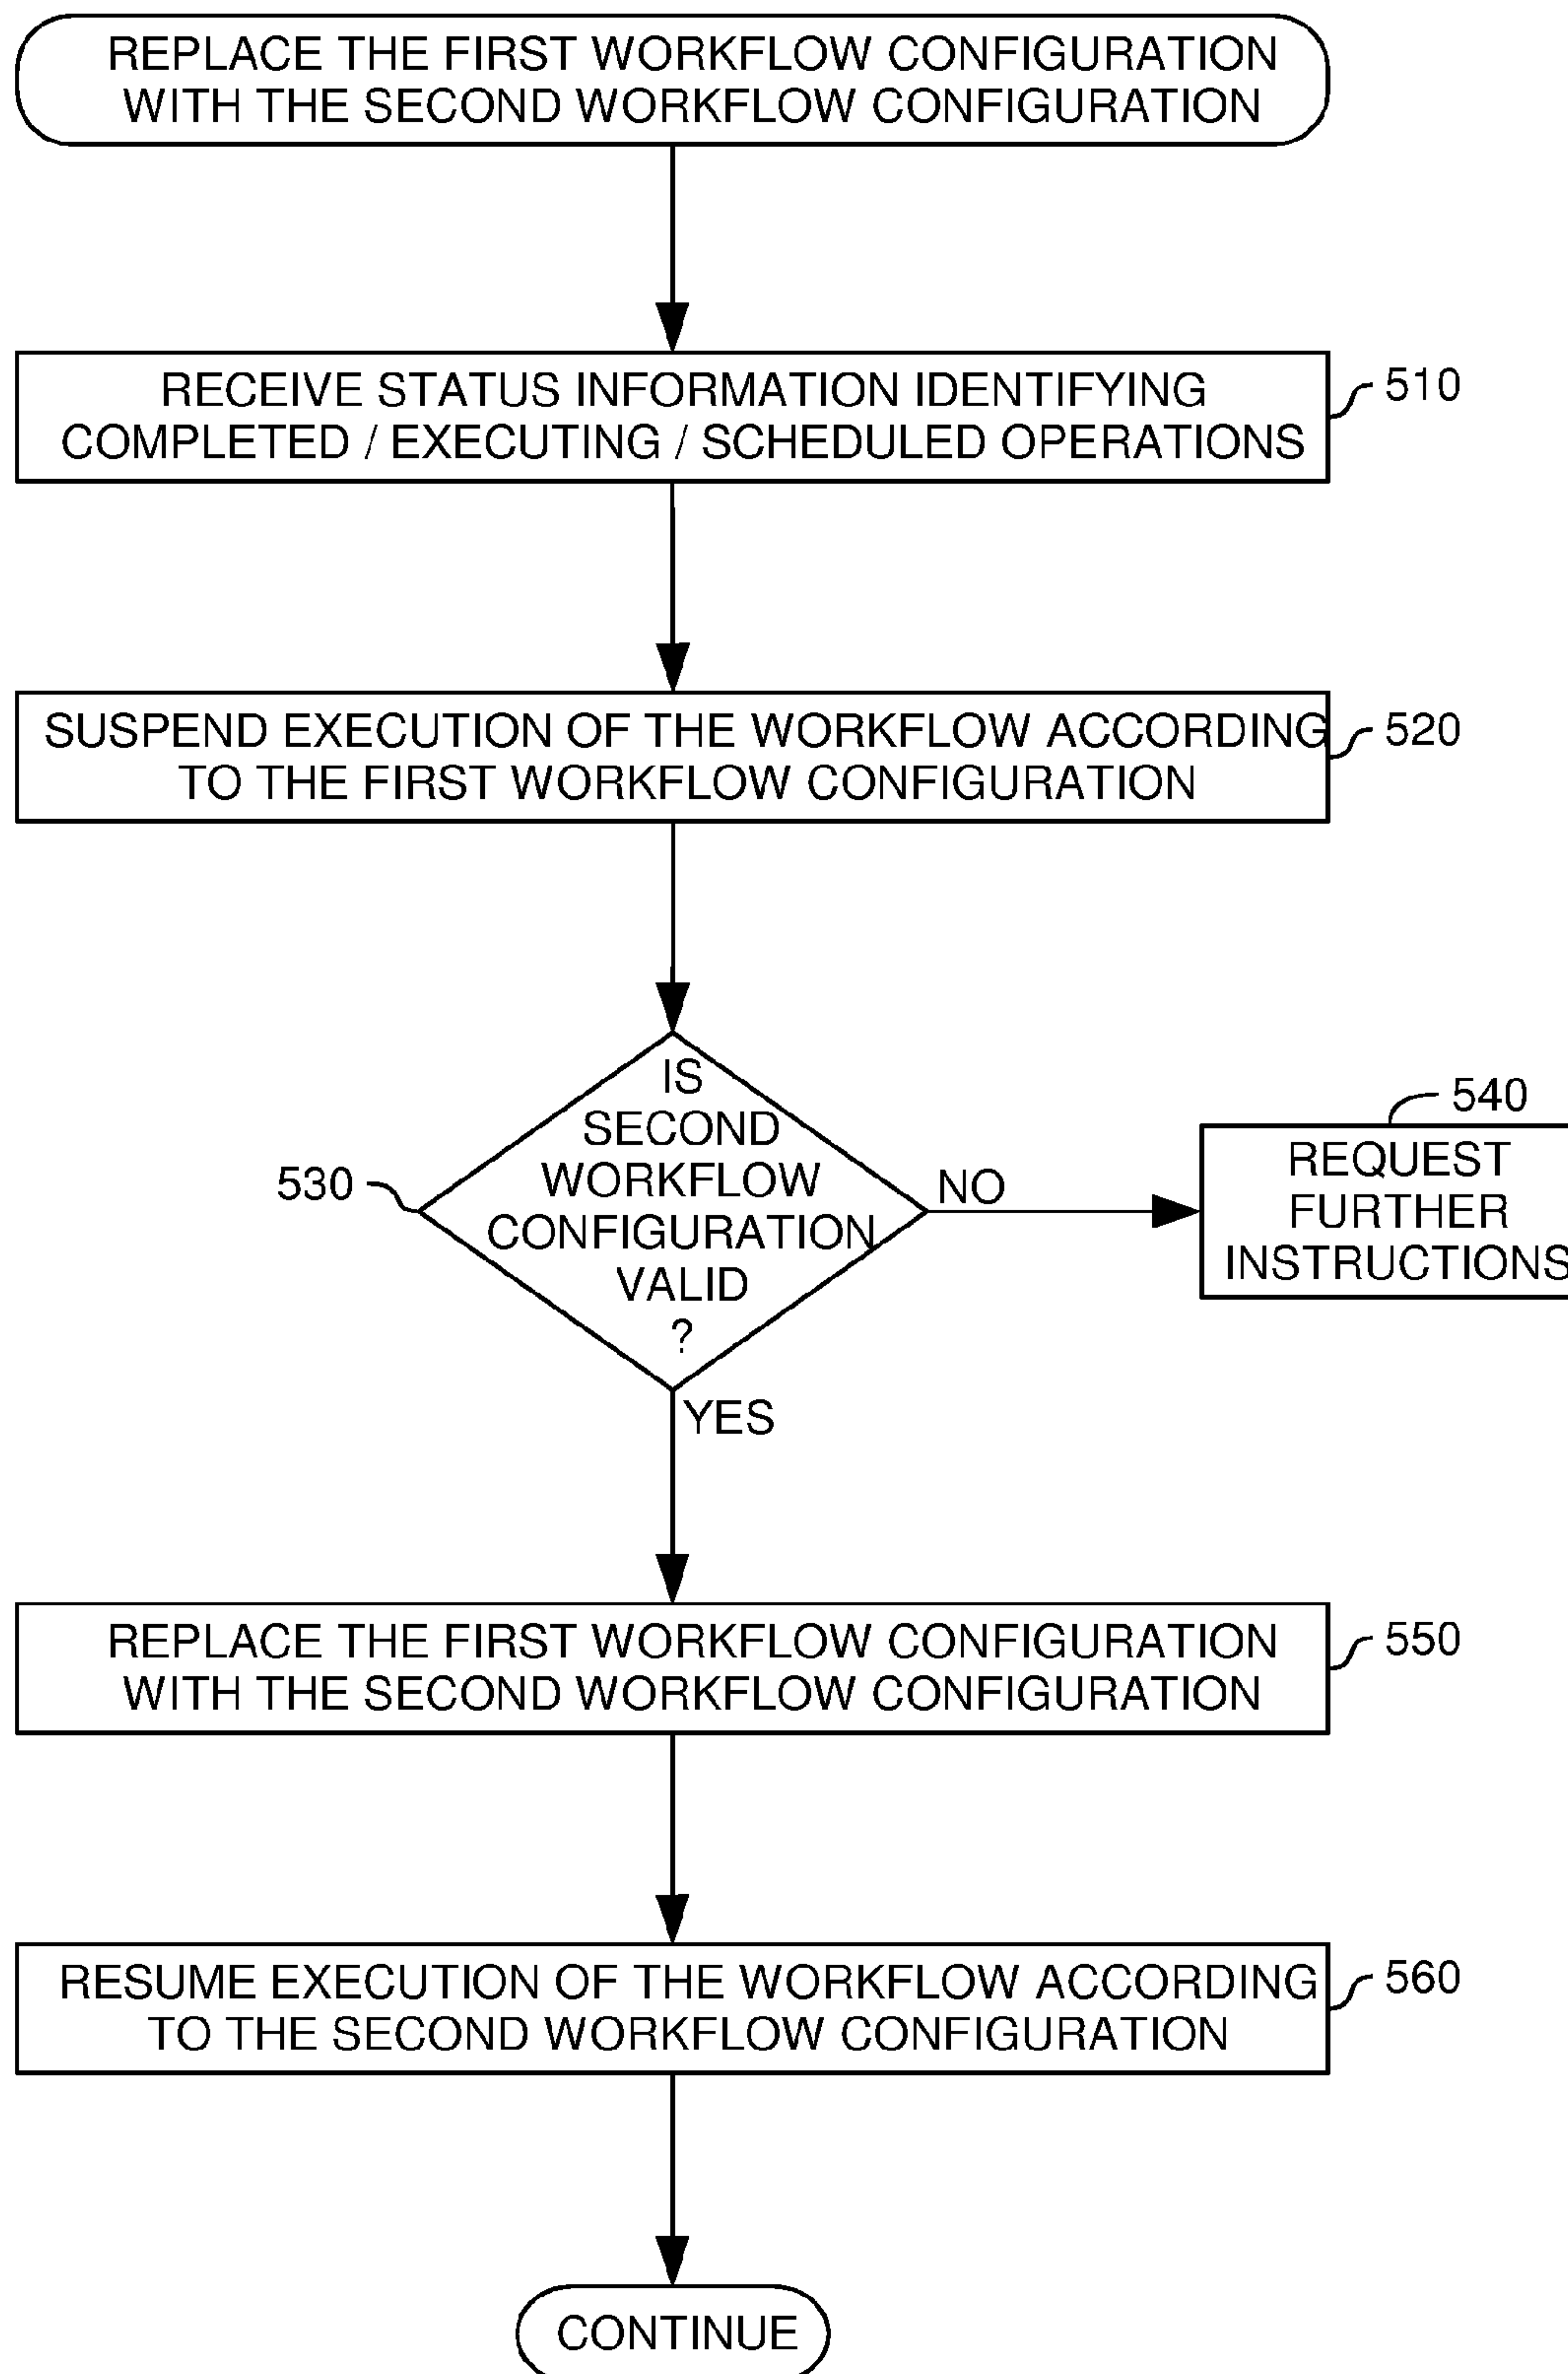 REPLACE THE FIRST WORKFLOW CONFIGURATION
WITH THE SECOND WORKFLOW CONFIGURATION
RECEIVE STATUS INFORMATION IDENTIFYING
COMPLETED / EXECUTING / SCHEDULED OPERATIONS
510
SUSPEND EXECUTION OF THE WORKFLOW ACCORDING
TO THE FIRST WORKFLOW CONFIGURATION
520
IS
SECOND
WORKFLOW
CONFIGURATION
VALID
?
530
NO
540
REQUEST
FURTHER
INSTRUCTIONS
YES
REPLACE THE FIRST WORKFLOW CONFIGURATION
WITH THE SECOND WORKFLOW CONFIGURATION
550
RESUME EXECUTION OF THE WORKFLOW ACCORDING
TO THE SECOND WORKFLOW CONFIGURATION
560
CONTINUE